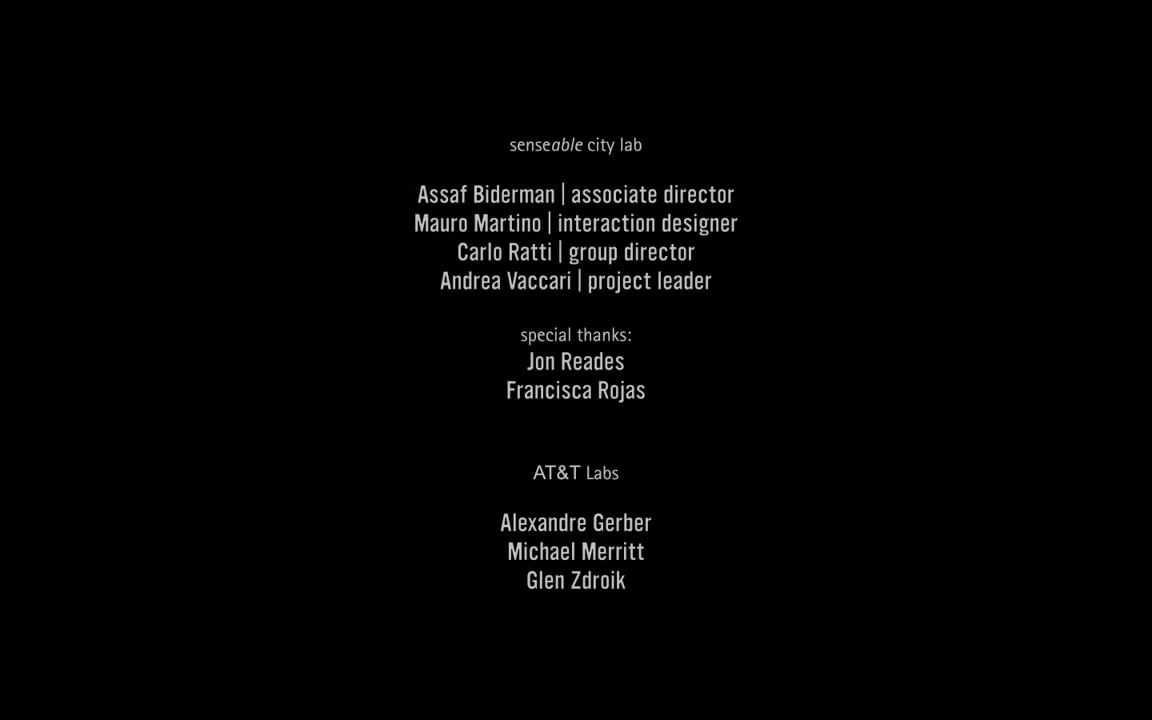 senseable city lab
Assaf Biderman | associate director
Mauro Martino | interaction designer
Carlo Ratti | group director
Andrea Vaccari | project leader
special thanks:
Jon Reades
Francisca Rojas
AT&T Labs
Alexandre Gerber
Michael Merritt
Glen Zdroik